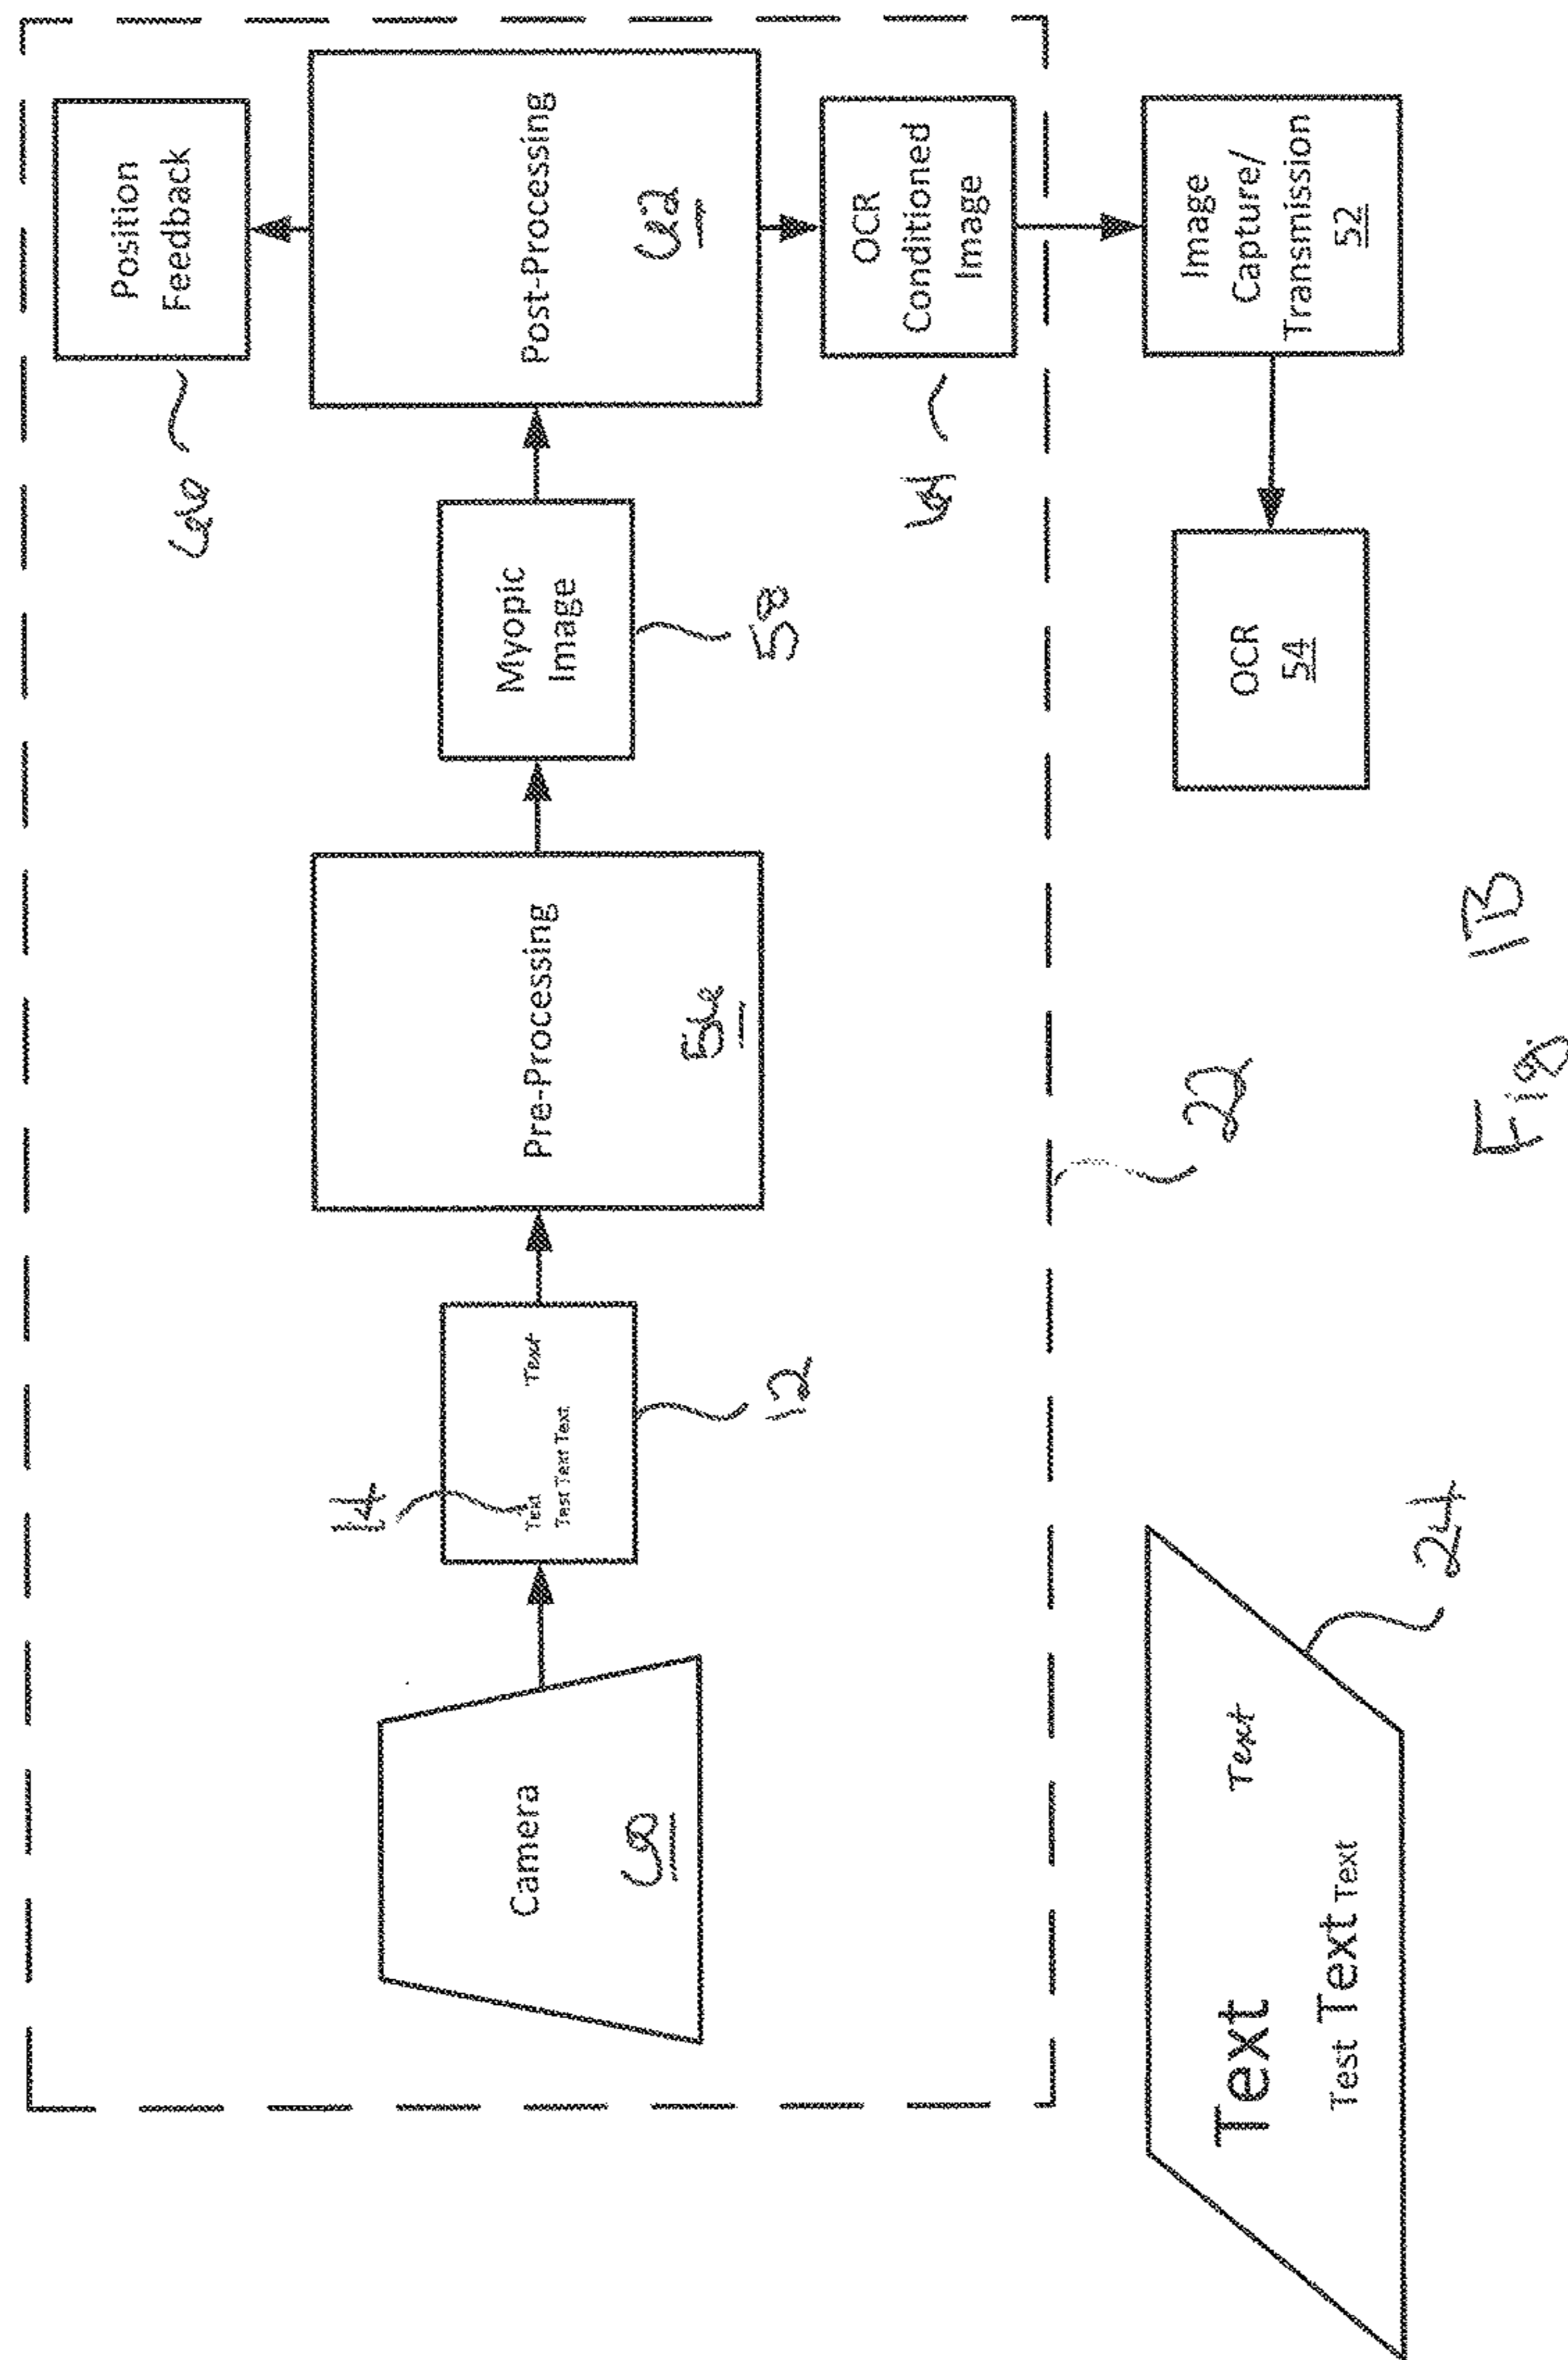 Camera
60
14
Text
Text
Test Text Text
12
Pre-Processing
56
Myopic
Image
58
Post-Processing
62
Position
Feedback
66
OCR
Conditioned
Image
64
Image
Capture/
Transmission
52
OCR
54
22
Text
Text
Test Text Text
24
Fig 1B